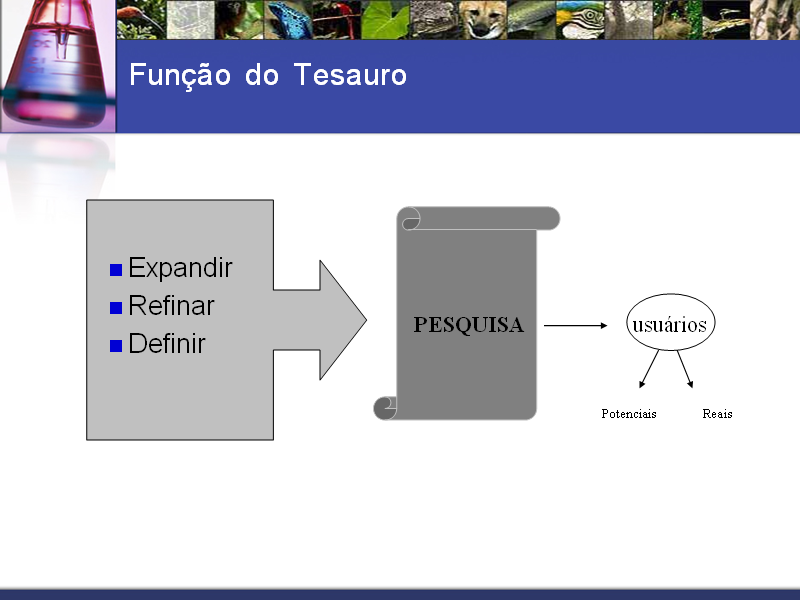 Função do Tesauro
Expandir
Refinar
Definir
PESQUISA
usuários
Potenciais
Reais